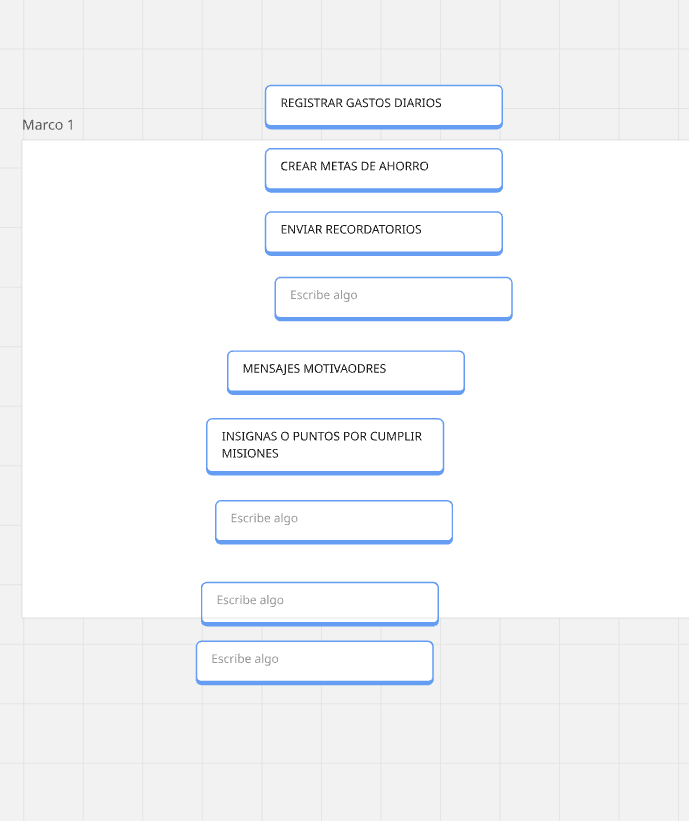 REGISTRAR GASTOS DIARIOS
Marco 1
CREAR METAS DE AHORRO
ENVIAR RECORDATORIOS
Escribe algo
MENSAJES MOTIVAODRES
INSIGNAS O PUNTOS POR CUMPLIR
MISIONES
Escribe algo
Escribe algo
Escribe algo